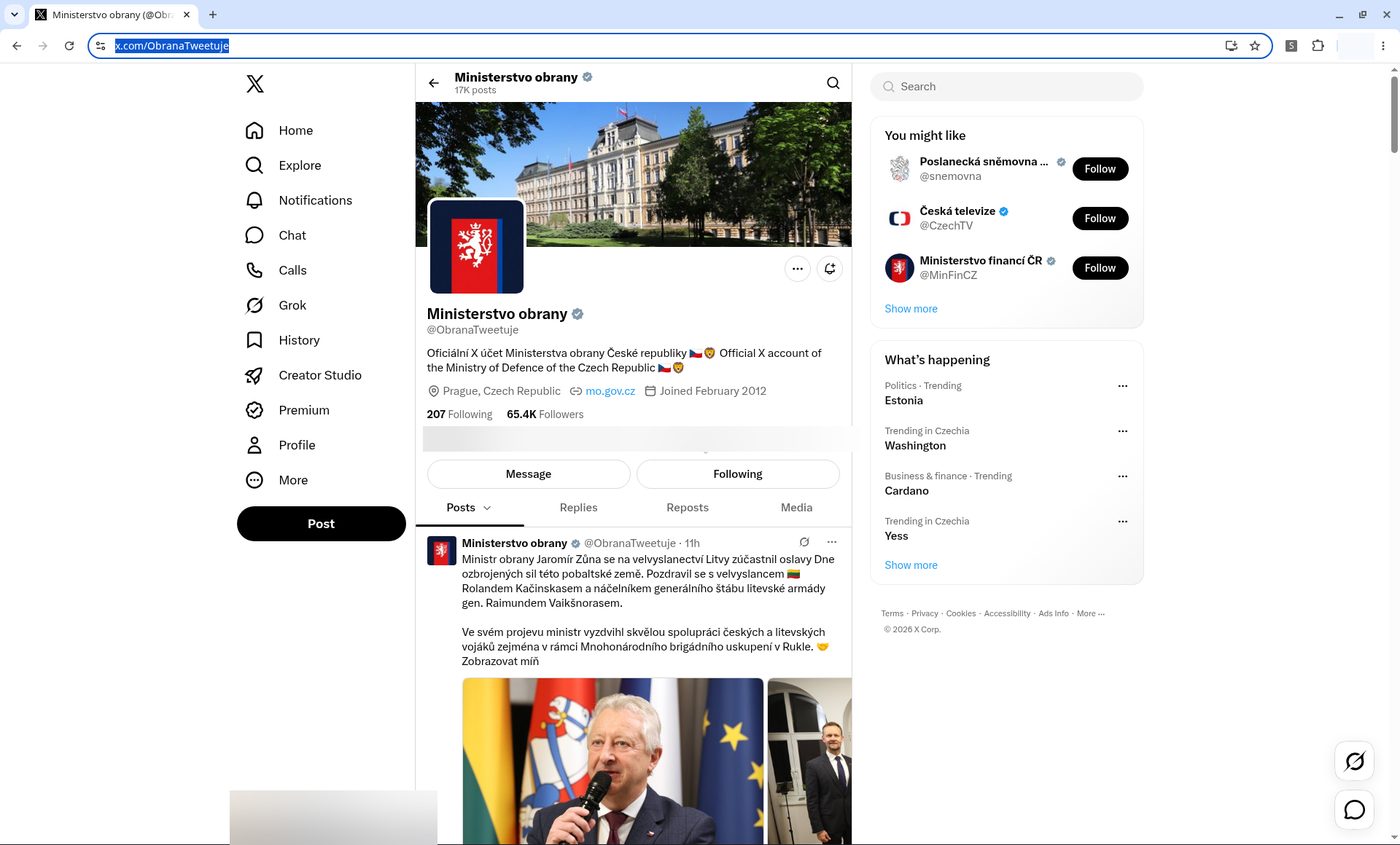 Ministerstvo obrany (@Obra
x.com/ObranaTweetuje
S
Home
Explore
Notifications
Chat
Calls
Grok
History
Creator Studio
Premium
Profile
More
Post
Ministerstvo obrany
17K posts
Ministerstvo obrany
@ObranaTweetuje
Oficiální X účet Ministerstva obrany České republiky 🇨🇿🦁 Official X account of
the Ministry of Defence of the Czech Republic 🇨🇿🦁
Prague, Czech Republic mo.gov.cz Joined February 2012
207 Following 65.4K Followers
Message Following
Posts Replies Reposts Media
Ministerstvo obrany @ObranaTweetuje · 11h
Ministr obrany Jaromír Zůna se na velvyslanectví Litvy zúčastnil oslavy Dne
ozbrojených sil této pobaltské země. Pozdravil se s velvyslancem 🇱🇹
Rolandem Kačinskasem a náčelníkem generálního štábu litevské armády
gen. Raimundem Vaikšnorasem.
Ve svém projevu ministr vyzdvihl skvělou spolupráci českých a litevských
vojáků zejména v rámci Mnohonárodního brigádního uskupení v Rukle. 🤝
Zobrazovat míň
Search
You might like
Poslanecká sněmovna ...
@snemovna
Follow
Česká televize
@CzechTV
Follow
Ministerstvo financí ČR
@MinFinCZ
Follow
Show more
What’s happening
Politics · Trending
Estonia
Trending in Czechia
Washington
Business & finance · Trending
Cardano
Trending in Czechia
Yess
Show more
Terms · Privacy · Cookies · Accessibility · Ads Info · More ···
© 2026 X Corp.